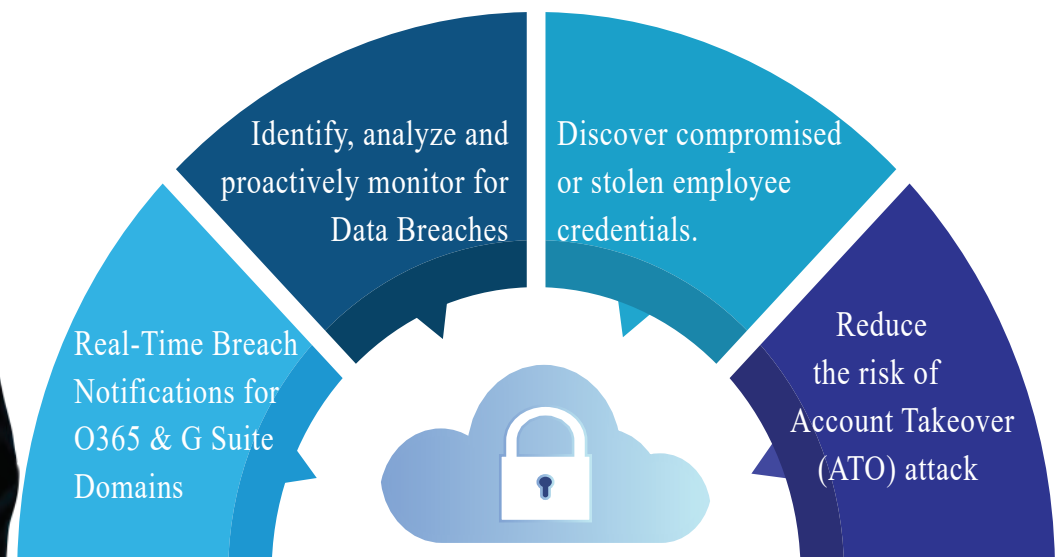 Real-Time Breach
Notifications for
O365 & G Suite
Domains
Identify, analyze and
proactively monitor for
Data Breaches
Discover compromised
or stolen employee
credentials.
Reduce
the risk of
Account Takeover
(ATO) attack